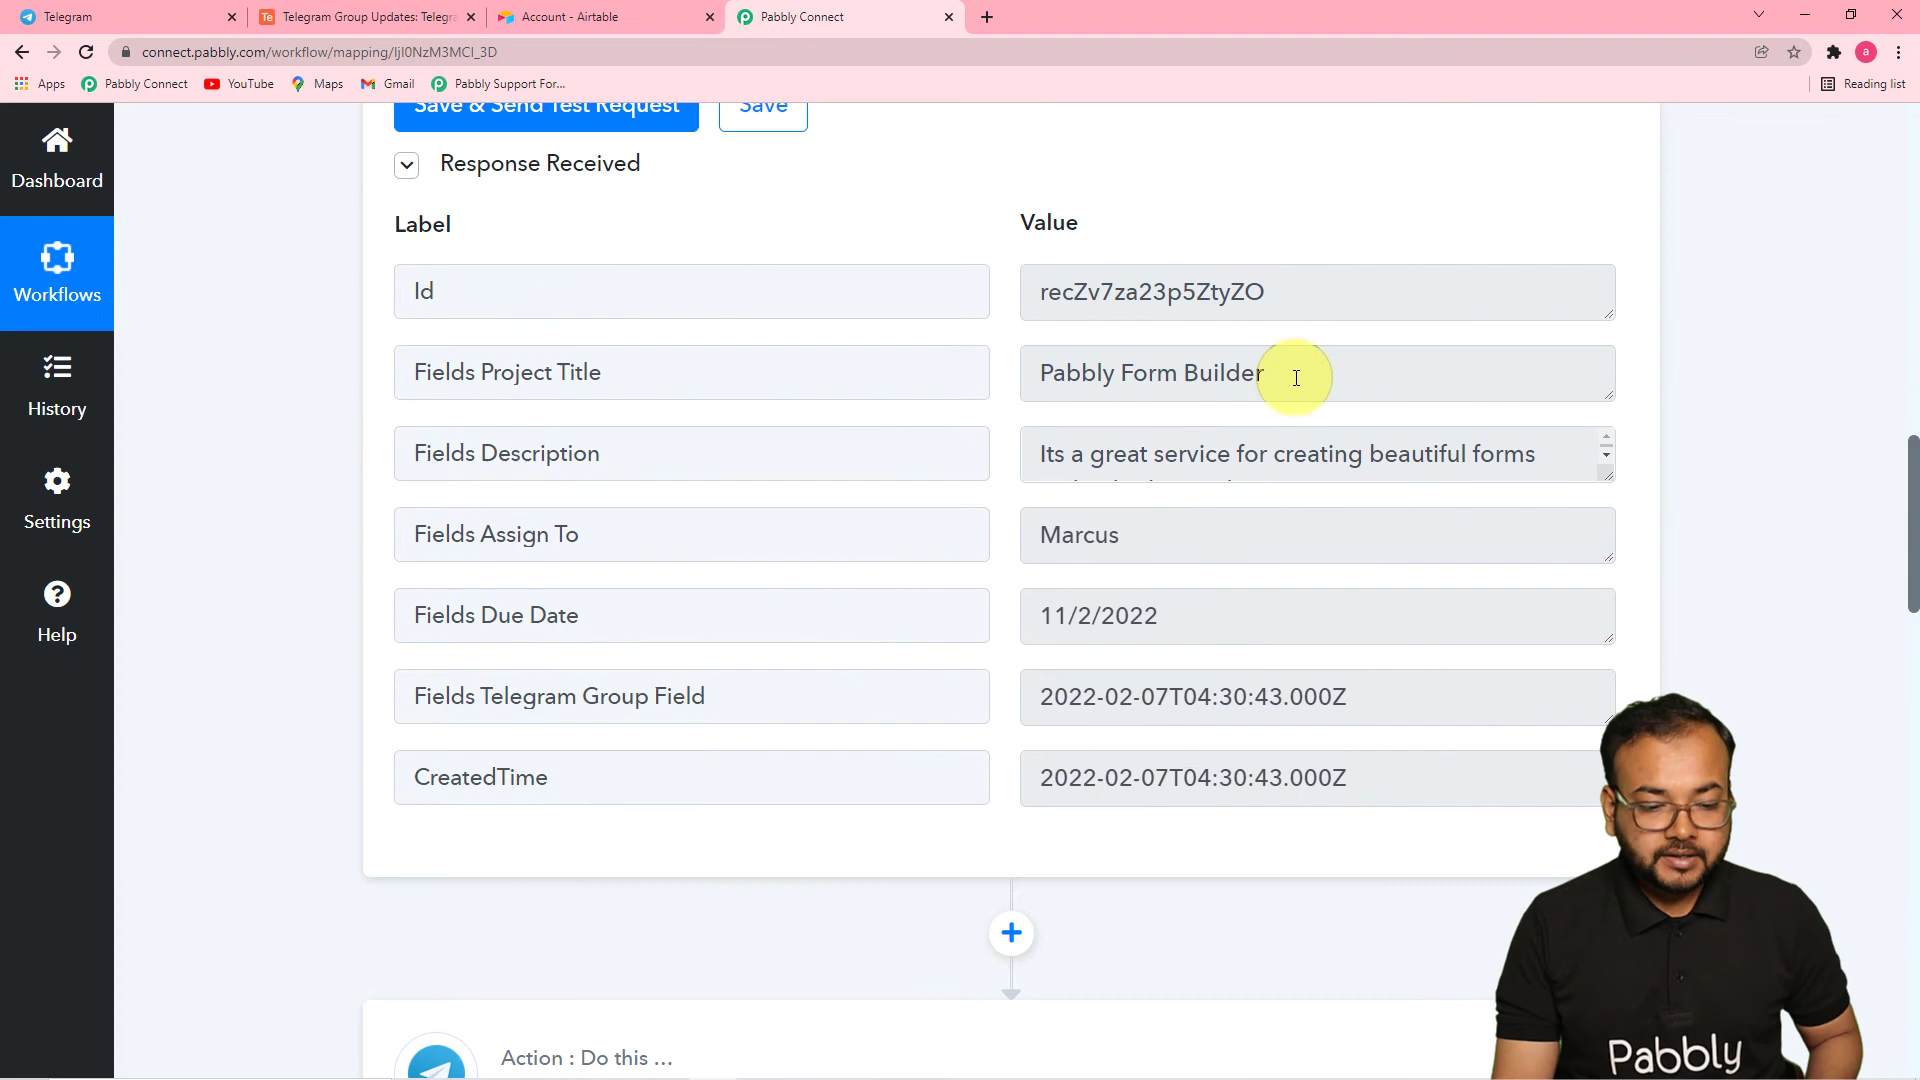 Telegram
Telegram Group Updates: Telegra
Account - Airtable
Pabbly Connect
connect.pabbly.com/workflow/mapping/IjI0NzM3MCI_3D
a
Apps
Pabbly Connect
YouTube
Maps
Gmail
Pabbly Support For...
Reading list
Save & Send Test Request
Save
Dashboard
Workflows
History
Settings
Help
Response Received
Label
Value
Id
recZv7za23p5ZtyZO
Fields Project Title
Pabbly Form Builder
Fields Description
Its a great service for creating beautiful forms
Fields Assign To
Marcus
Fields Due Date
11/2/2022
Fields Telegram Group Field
2022-02-07T04:30:43.000Z
CreatedTime
2022-02-07T04:30:43.000Z
Action : Do this ...
Pabbly